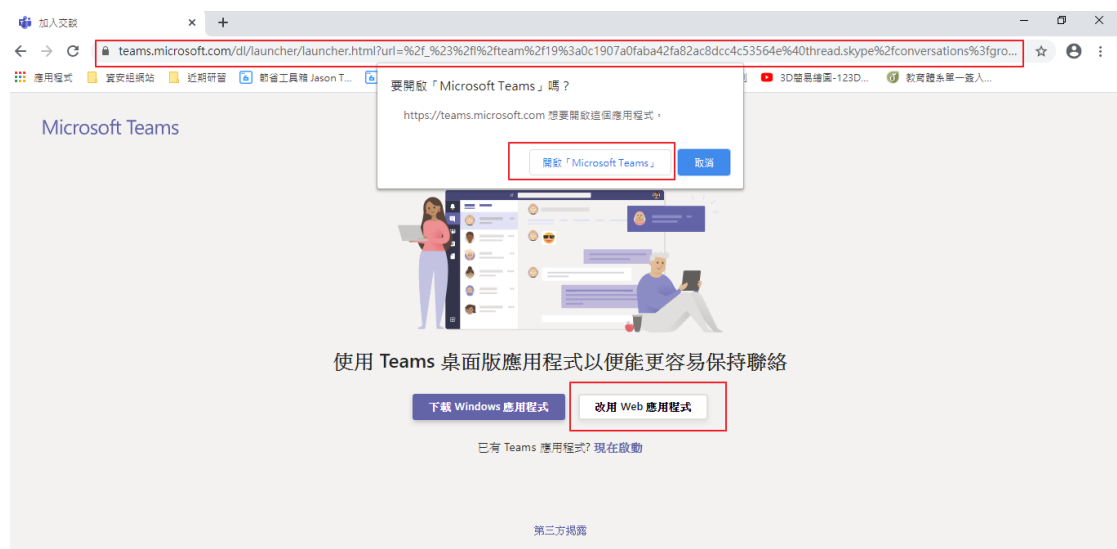 加入交談
teams.microsoft.com/dl/launcher/launcher.html?url=%2f_%23%2fl%2fteam%2f19%3a0c1907a0faba42fa82ac8dcc4c53564e%40thread.skype%2fconversations%3fgro...
應用程式 資安組網站 近期研習 節省工具箱 Jason T... 3D簡易繪圖-123D... 教育體系單一簽入...
要開啟「Microsoft Teams」嗎？
https://teams.microsoft.com 想要開啟這個應用程式。
開啟「Microsoft Teams」 取消
Microsoft Teams
使用 Teams 桌面版應用程式以便能更容易保持聯絡
下載 Windows 應用程式 改用 Web 應用程式
已有 Teams 應用程式? 現在啟動
第三方揭露